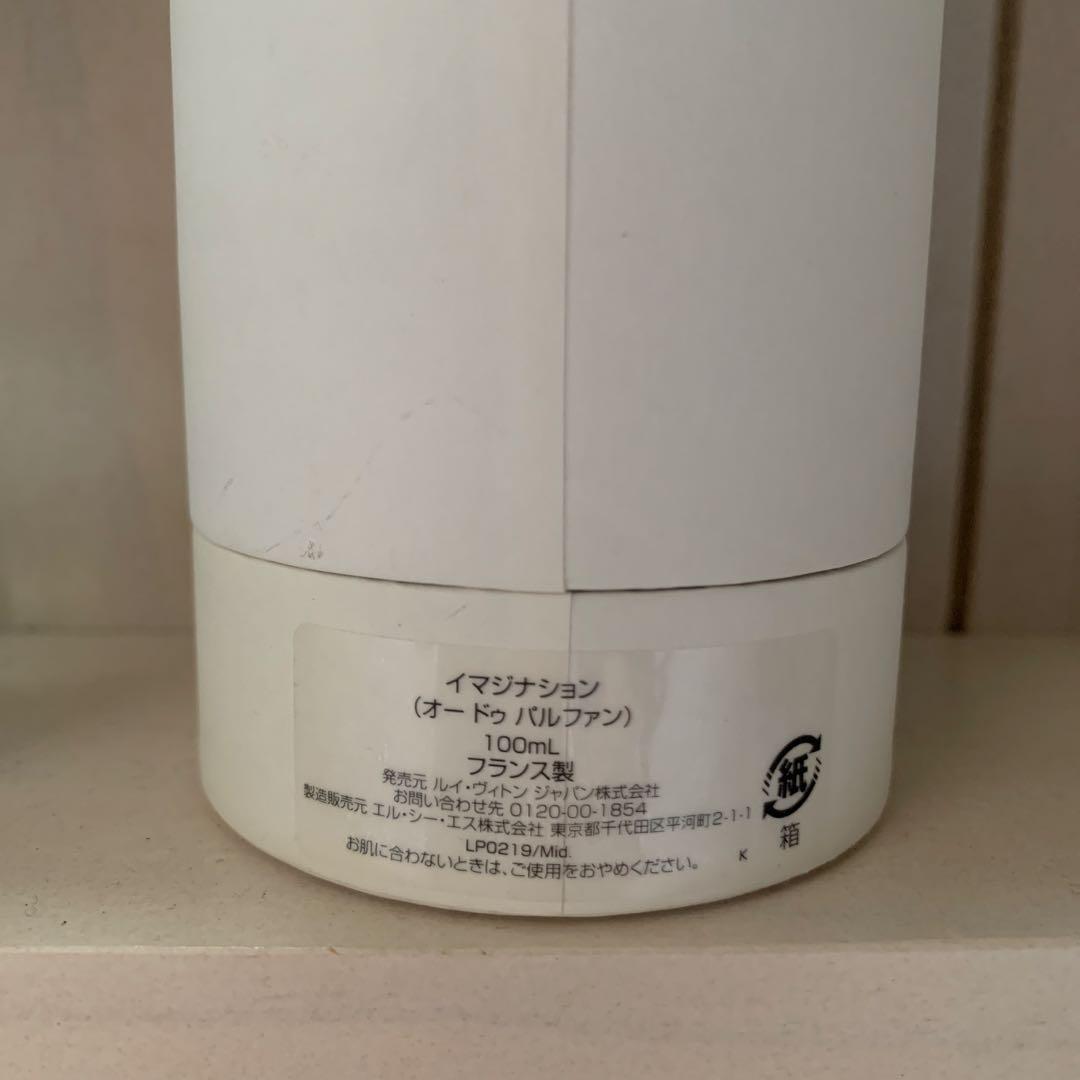 イマジナション
（オー ドゥ パルファン）
100mL
フランス製
発売元 ルイ・ヴィトン ジャパン株式会社
お問い合わせ先 0120-00-1854
製造販売元 エル・シー・エス株式会社 東京都千代田区平河町2-1-1
LP0219/Mid.
お肌に合わないときは、ご使用をおやめください。
K
紙
箱